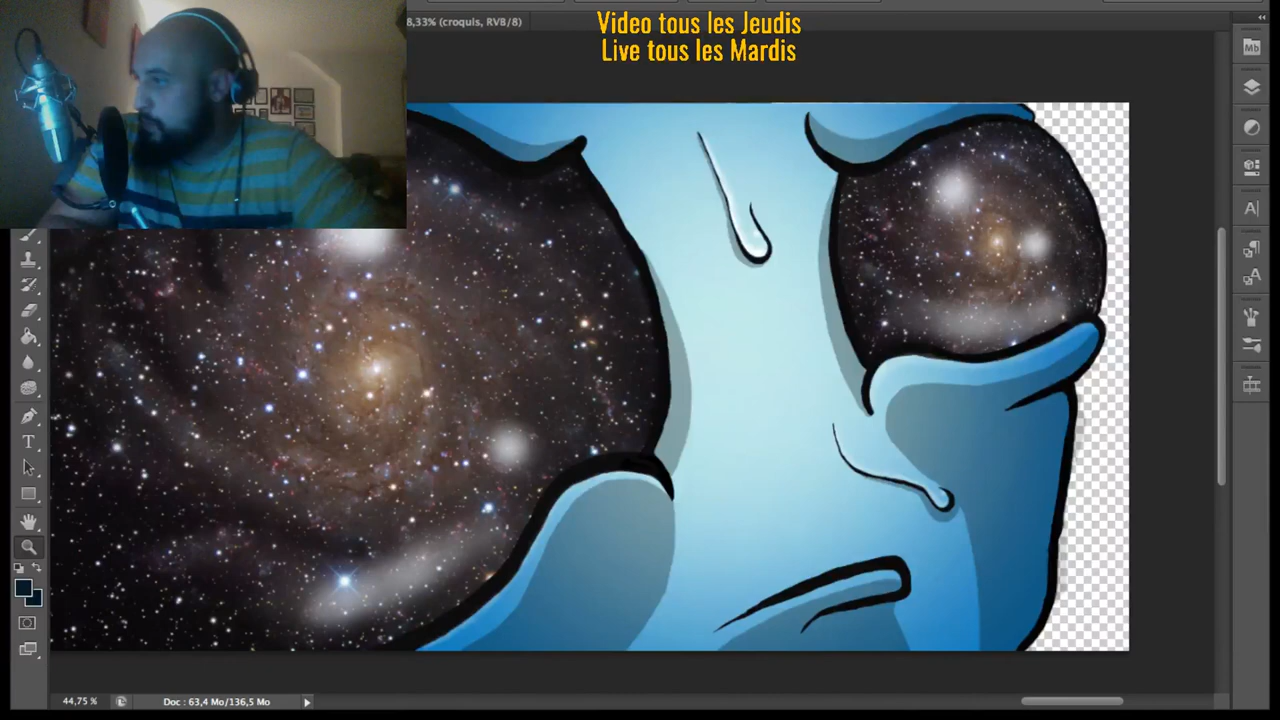 8,33% (croquis, RVB/8)
Video tous les Jeudis
Live tous les Mardis
Mb
A|
T
44,75 %
Doc : 63,4 Mo/136,5 Mo